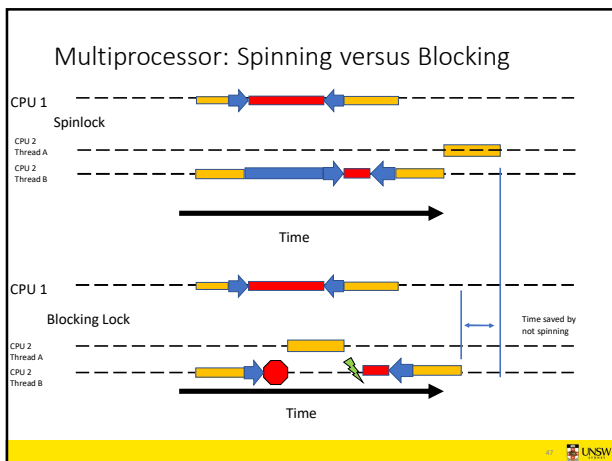 Multiprocessor: Spinning versus Blocking
CPU 1
Spinlock
CPU 2
Thread A
CPU 2
Thread B
Time
CPU 1
Blocking Lock
Time saved by
not spinning
CPU 2
Thread A
CPU 2
Thread B
Time
47
UNSW
SYDNEY